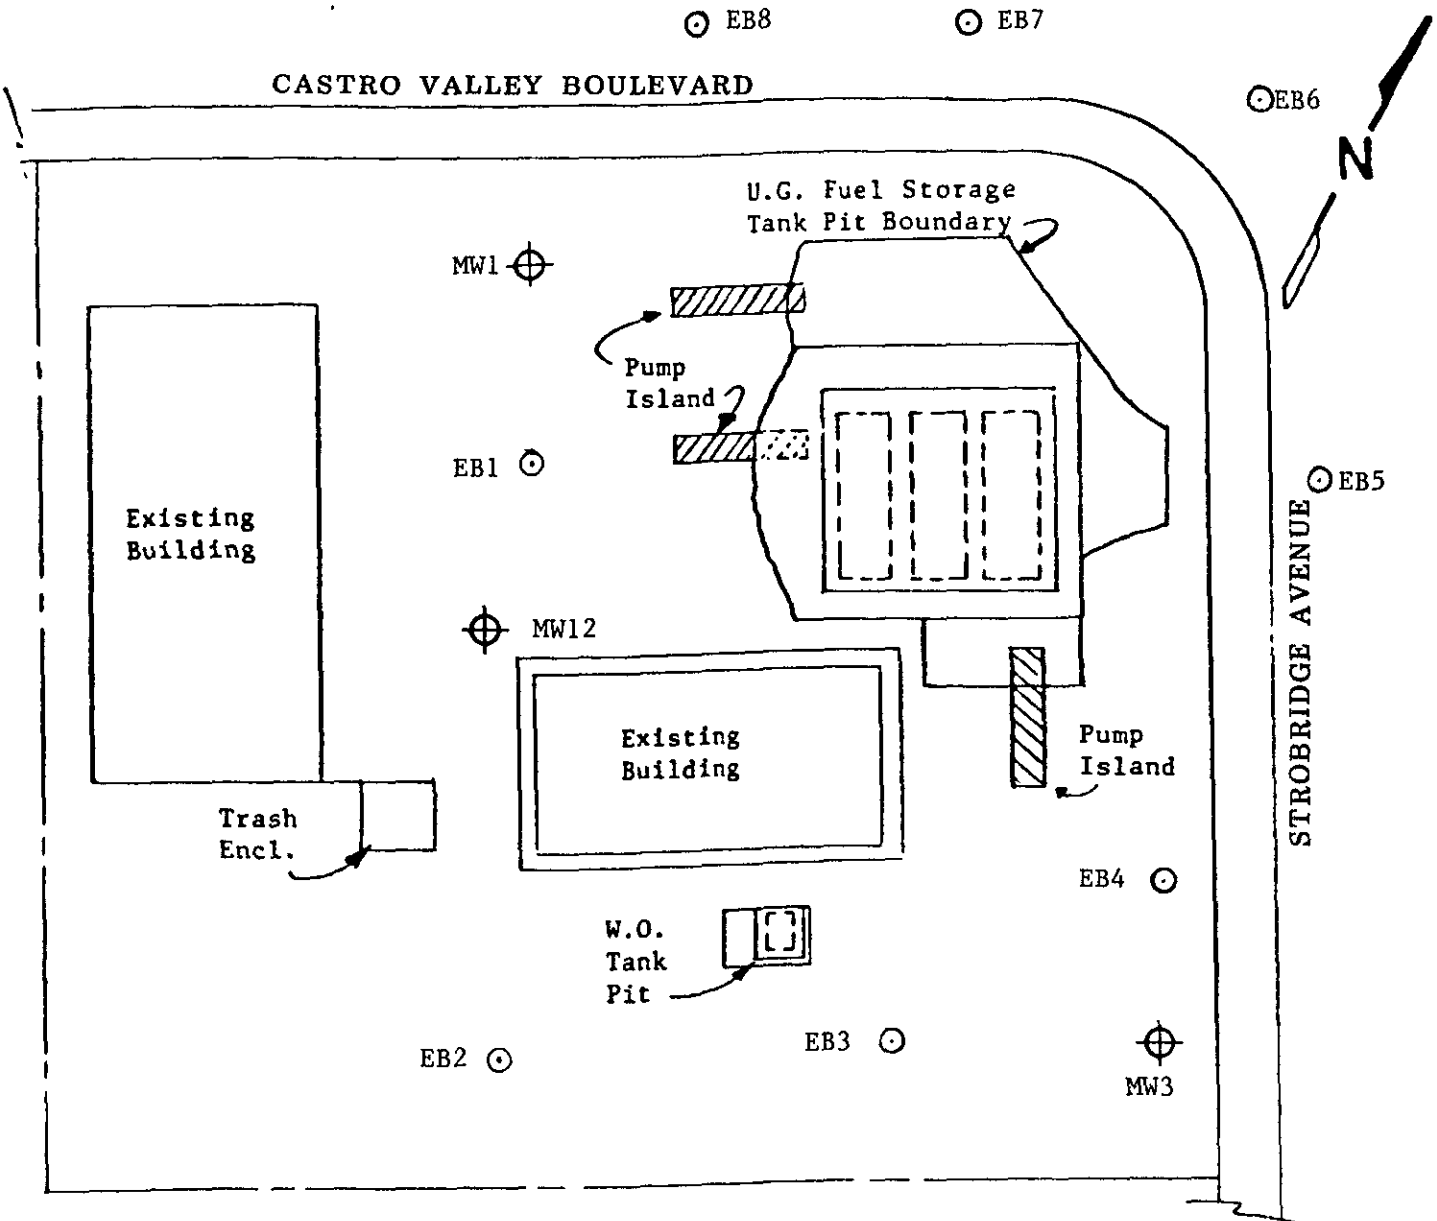 EB8
EB7
CASTRO VALLEY BOULEVARD
EB6
N
U.G. Fuel Storage
Tank Pit Boundary
MW1
Pump
Island
EB1
EB5
Existing
Building
STROBRIDGE AVENUE
MW12
Existing
Building
Pump
Island
Trash
Encl.
EB4
W.O.
Tank
Pit
EB3
EB2
MW3